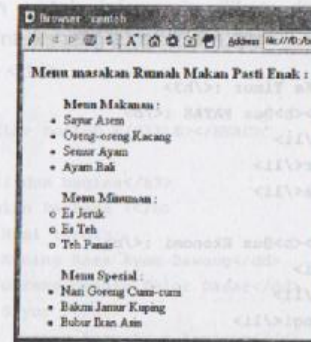 Browser - contoh
Address file:///D:/b
Menu masakan Rumah Makan Pasti Enak :
Menu Makanan :
Sayur Asem
Oseng-oseng Kacang
Semur Ayam
Ayam Bali
Menu Minuman :
Es Jeruk
Es Teh
Teh Panas
Menu Spesial :
Nasi Goreng Cumi-cumi
Bakmi Jamur Kuping
Bubur Ikan Asin